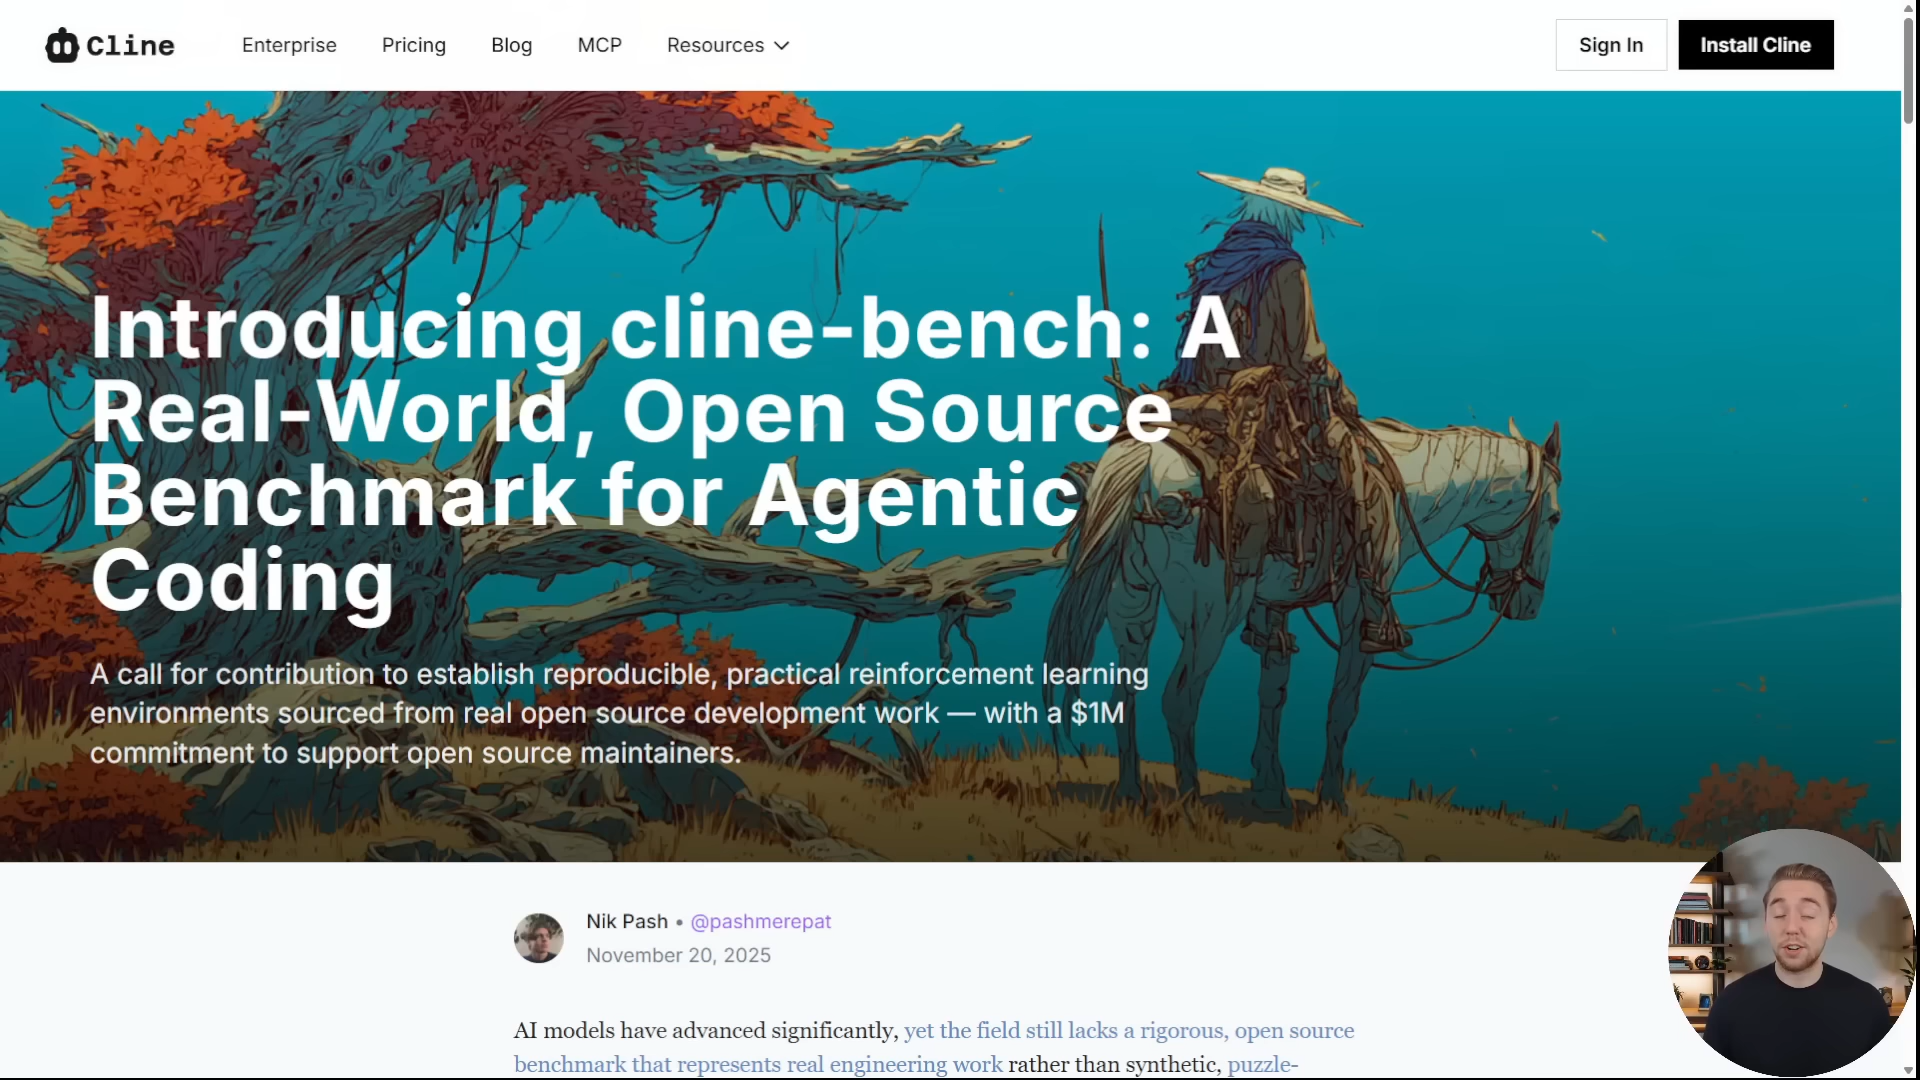 Cline
Enterprise
Pricing
Blog
MCP
Resources
Sign In
Install Cline
Introducing cline-bench: A
Real-World, Open Source
Benchmark for Agentic
Coding
A call for contribution to establish reproducible, practical reinforcement learning
environments sourced from real open source development work — with a $1M
commitment to support open source maintainers.
Nik Pash • @pashmerepat
November 20, 2025
AI models have advanced significantly, yet the field still lacks a rigorous, open source
benchmark that represents real engineering work rather than synthetic, puzzle-